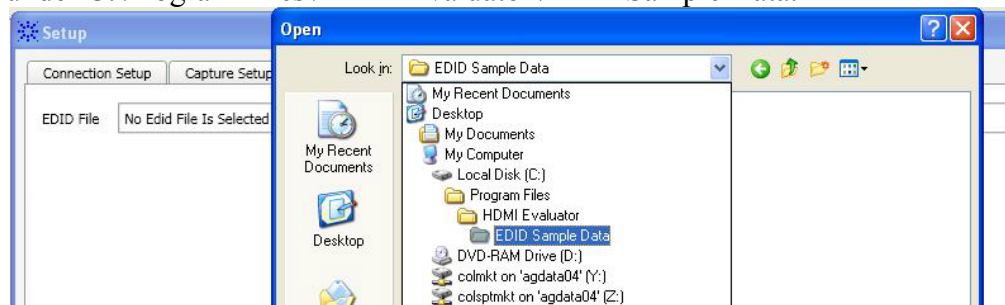 Setup
Open
Connection Setup
Capture Setup
Look in:
EDID Sample Data
EDID File
No Edid File Is Selected
My Recent Documents
Desktop
My Documents
My Computer
Local Disk (C:)
Program Files
HDMI Evaluator
EDID Sample Data
DVD-RAM Drive (D:)
colmkt on 'agdata04' (Y:)
colsptmkt on 'agdata04' (Z:)
My Recent
Documents
Desktop